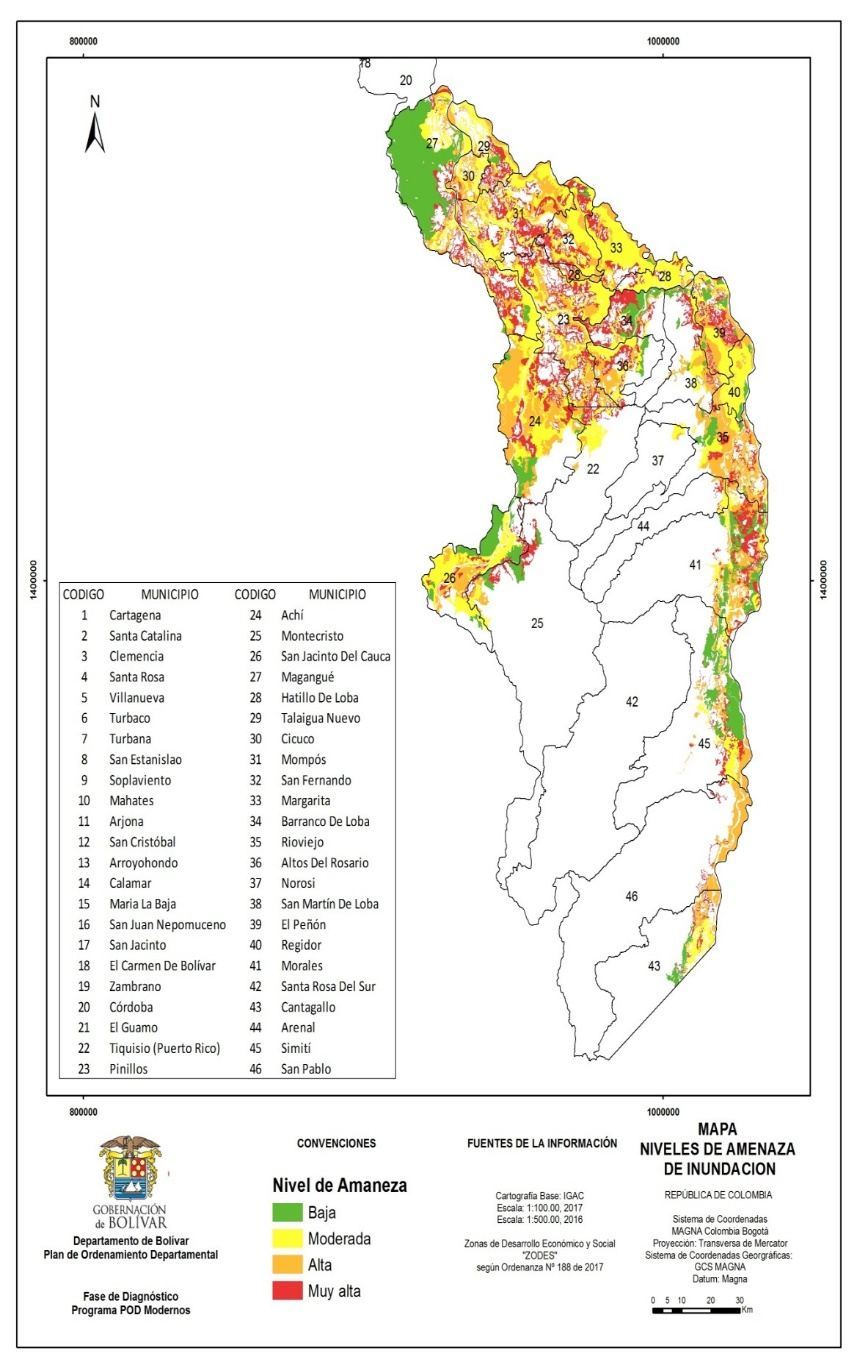 800000 1000000
18
20
N
27
29
30
31
32
33
28
28
23
34
39
36
38
40
24
35
37
22
44
41
1400000 1400000
26
25
42
45
46
43
CODIGO MUNICIPIO CODIGO MUNICIPIO
1 Cartagena 24 Achí
2 Santa Catalina 25 Montecristo
3 Clemencia 26 San Jacinto Del Cauca
4 Santa Rosa 27 Magangué
5 Villanueva 28 Hatillo De Loba
6 Turbaco 29 Talaigua Nuevo
7 Turbana 30 Cicuco
8 San Estanislao 31 Mompós
9 Soplaviento 32 San Fernando
10 Mahates 33 Margarita
11 Arjona 34 Barranco De Loba
12 San Cristóbal 35 Rioviejo
13 Arroyohondo 36 Altos Del Rosario
14 Calamar 37 Norosi
15 Maria La Baja 38 San Martín De Loba
16 San Juan Nepomuceno 39 El Peñón
17 San Jacinto 40 Regidor
18 El Carmen De Bolívar 41 Morales
19 Zambrano 42 Santa Rosa Del Sur
20 Córdoba 43 Cantagallo
21 El Guamo 44 Arenal
22 Tiquisio (Puerto Rico) 45 Simití
23 Pinillos 46 San Pablo
800000 1000000
GOBERNACIÓN
de BOLÍVAR
Departamento de Bolívar
Plan de Ordenamiento Departamental
Fase de Diagnóstico
Programa POD Modernos
CONVENCIONES
Nivel de Amaneza
Baja
Moderada
Alta
Muy alta
FUENTES DE LA INFORMACIÓN
Cartografía Base: IGAC
Escala: 1:100.00, 2017
Escala: 1:500.00, 2016
Zonas de Desarrollo Económico y Social
"ZODES"
según Ordenanza Nº 188 de 2017
MAPA
NIVELES DE AMENAZA
DE INUNDACION
REPÚBLICA DE COLOMBIA
Sistema de Coordenadas
MAGNA Colombia Bogotá
Proyección: Transversa de Mercator
Sistema de Coordenadas Georgráficas:
GCS MAGNA
Datum: Magna
0 5 10 20 30
Km